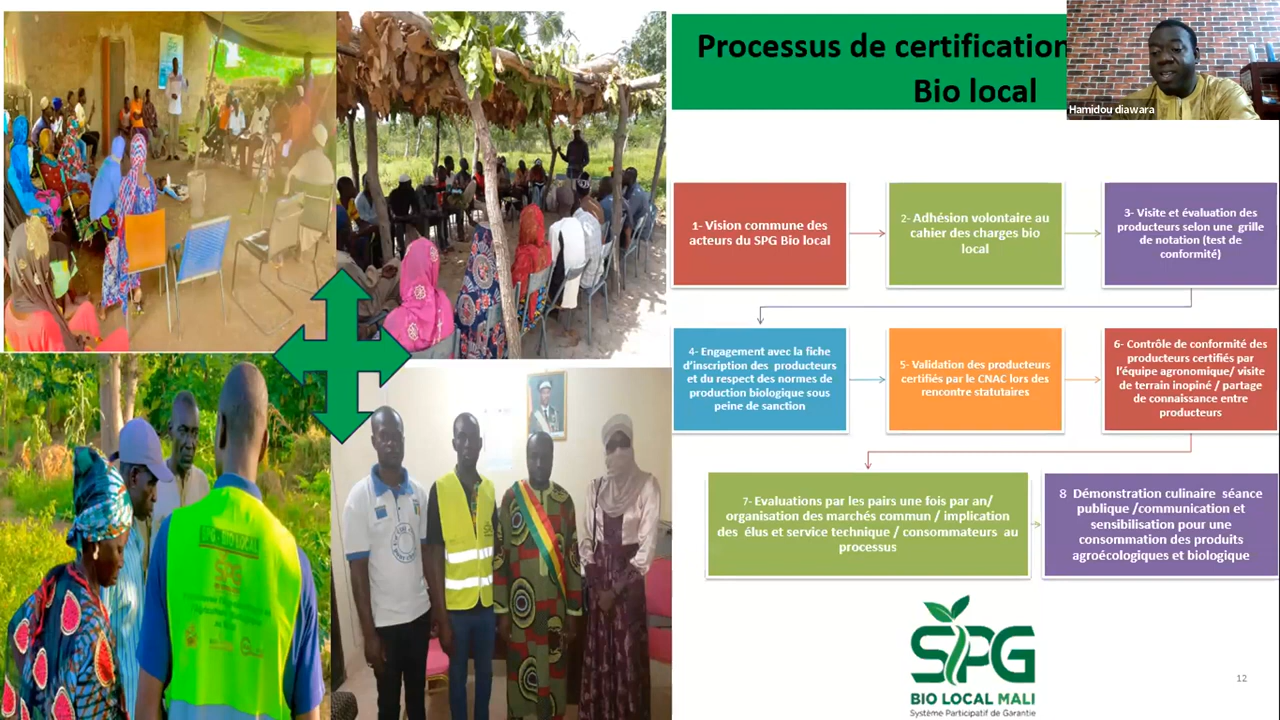 Processus de certification
Bio local
Hamidou diawara
1- Vision commune des
acteurs du SPG Bio local
2- Adhésion volontaire au
cahier des charges bio
local
3- Visite et évaluation des
producteurs selon une grille
de notation (test de
conformité)
4- Engagement avec la fiche
d'inscription des producteurs
et du respect des normes de
production biologique sous
peine de sanction
5- Validation des producteurs
certifiés par le CNAC lors des
rencontre statutaires
6- Contrôle de conformité des
producteurs certifiés par
l'équipe agronomique/ visite
de terrain inopiné / partage
de connaissance entre
producteurs
7- Evaluations par les pairs une fois par an/
organisation des marchés commun / implication
des élus et service technique / consommateurs au
processus
8 Démonstration culinaire séance
publique /communication et
sensibilisation pour une
consommation des produits
agroécologiques et biologique
SPG - BIO LOCAL
SPG
SPG
BIO LOCAL MALI
Système Participatif de Garantie
12